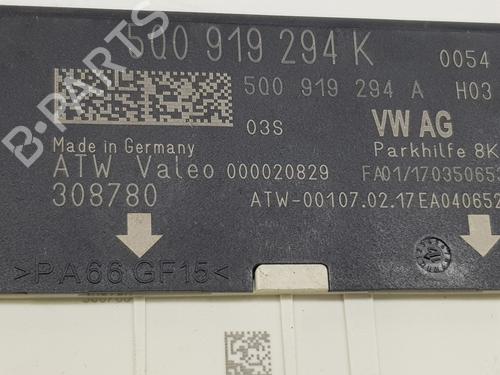 5Q0 919 294 K 0054
5Q0 919 294 A H03
03S VW AG
Made in Germany Parkhilfe 8K
ATW Valeo 000020829 FA01/170350653
308780 ATW-00107.02.17EA040652
>PA66 GF15<
B-PARTS